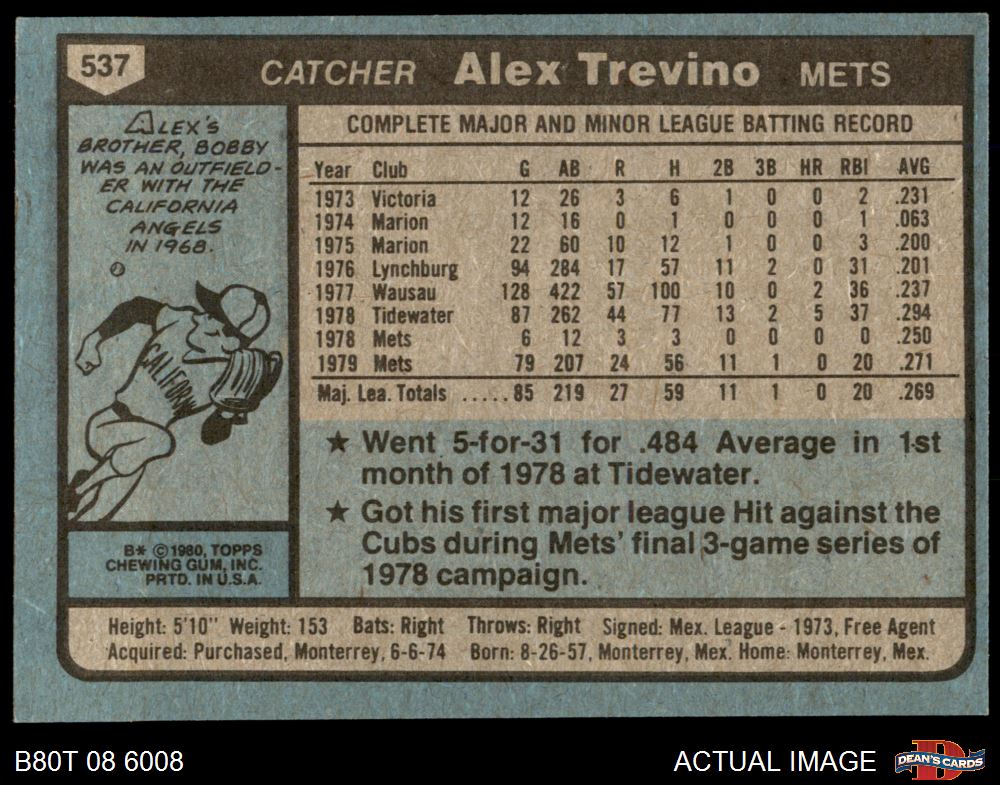 537
CATCHER Alex Trevino METS
ALEX'S
BROTHER, BOBBY
WAS AN OUTFIELD-
ER WITH THE
CALIFORNIA
ANGELS
IN 1968.
CALIFORN
B* © 1980, TOPPS
CHEWING GUM, INC.
PRTD. IN U.S.A.
COMPLETE MAJOR AND MINOR LEAGUE BATTING RECORD
Year Club G AB R H 2B 3B HR RBI AVG
1973 Victoria 12 26 3 6 1 0 0 2 .231
1974 Marion 12 16 0 1 0 0 0 1 .063
1975 Marion 22 60 10 12 1 0 0 3 .200
1976 Lynchburg 94 284 17 57 11 2 0 31 .201
1977 Wausau 128 422 57 100 10 0 2 36 .237
1978 Tidewater 87 262 44 77 13 2 5 37 .294
1978 Mets 6 12 3 3 0 0 0 0 .250
1979 Mets 79 207 24 56 11 1 0 20 .271
Maj. Lea. Totals ..... 85 219 27 59 11 1 0 20 .269
★ Went 5-for-31 for .484 Average in 1st
month of 1978 at Tidewater.
★ Got his first major league Hit against the
Cubs during Mets' final 3-game series of
1978 campaign.
Height: 5'10" Weight: 153 Bats: Right Throws: Right Signed: Mex. League - 1973, Free Agent
Acquired: Purchased, Monterrey, 6-6-74 Born: 8-26-57, Monterrey, Mex. Home: Monterrey, Mex.
B80T 08 6008
ACTUAL IMAGE
D
DEAN'S CARDS